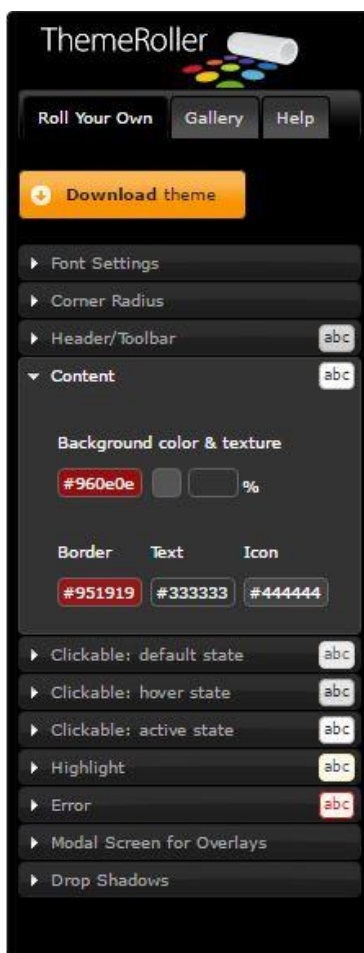 ThemeRoller
Roll Your Own Gallery Help
Download theme
Font Settings
Corner Radius
Header/Toolbar abc
Content abc
Background color & texture
#960e0e %
Border Text Icon
#951919 #333333 #444444
Clickable: default state abc
Clickable: hover state abc
Clickable: active state abc
Highlight abc
Error abc
Modal Screen for Overlays
Drop Shadows